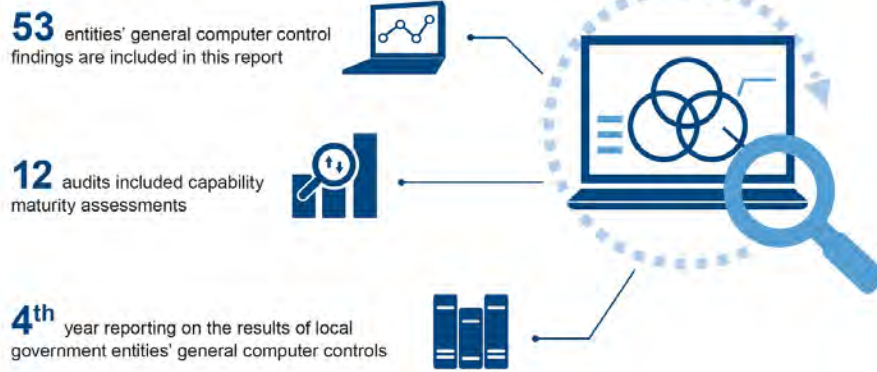 53 entities' general computer control
findings are included in this report
12 audits included capability
maturity assessments
4th year reporting on the results of local
government entities' general computer controls